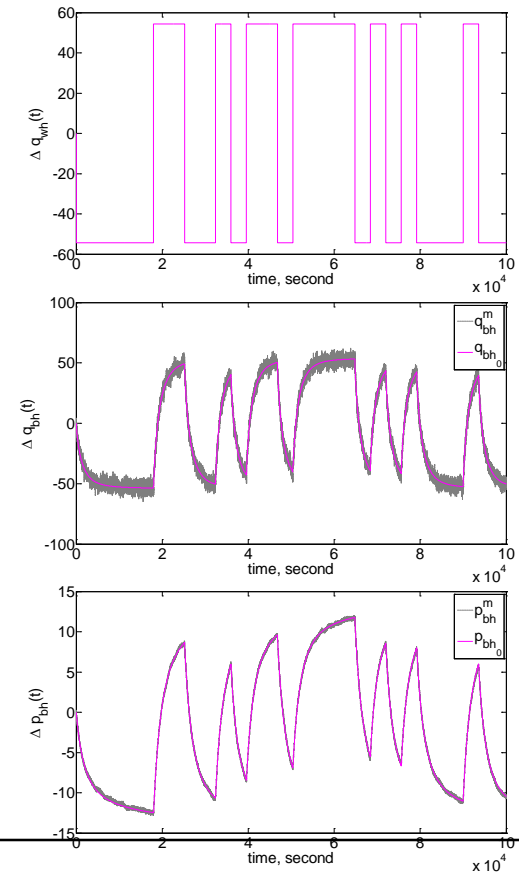 60
40
20
0
-20
-40
-60
Δ q_wh(t)
0 2 4 6 8 10
time, second
x 10^4
100
50
0
-50
-100
Δ q_bh(t)
q_bh^m
q_bh_0
0 2 4 6 8 10
time, second
x 10^4
15
10
5
0
-5
-10
-15
Δ p_bh(t)
p_bh^m
p_bh_0
0 2 4 6 8 10
time, second
x 10^4